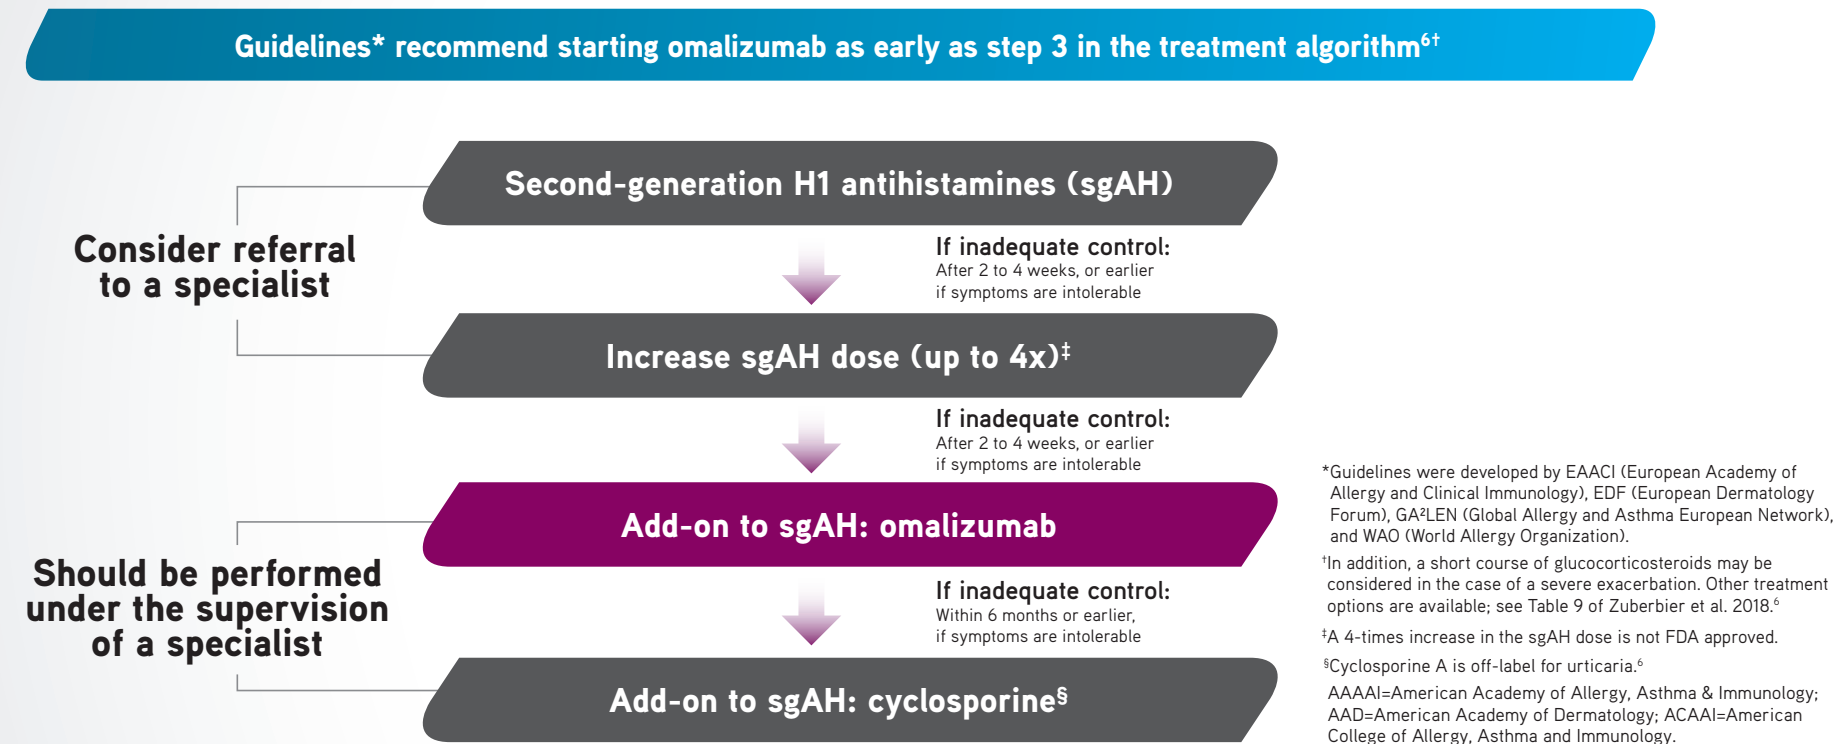 Guidelines* recommend starting omalizumab as early as step 3 in the treatment algorithm⁶†
Second-generation H1 antihistamines (sgAH)
Consider referral
to a specialist
If inadequate control:
After 2 to 4 weeks, or earlier
if symptoms are intolerable
Increase sgAH dose (up to 4x)‡
If inadequate control:
After 2 to 4 weeks, or earlier
if symptoms are intolerable
Add-on to sgAH: omalizumab
Should be performed
under the supervision
of a specialist
If inadequate control:
Within 6 months or earlier,
if symptoms are intolerable
Add-on to sgAH: cyclosporine§
*Guidelines were developed by EAACI (European Academy of
Allergy and Clinical Immunology), EDF (European Dermatology
Forum), GA²LEN (Global Allergy and Asthma European Network),
and WAO (World Allergy Organization).
†In addition, a short course of glucocorticosteroids may be
considered in the case of a severe exacerbation. Other treatment
options are available; see Table 9 of Zuberbier et al. 2018.⁶
‡A 4-times increase in the sgAH dose is not FDA approved.
§Cyclosporine A is off-label for urticaria.⁶
AAAAI=American Academy of Allergy, Asthma & Immunology;
AAD=American Academy of Dermatology; ACAAI=American
College of Allergy, Asthma and Immunology.